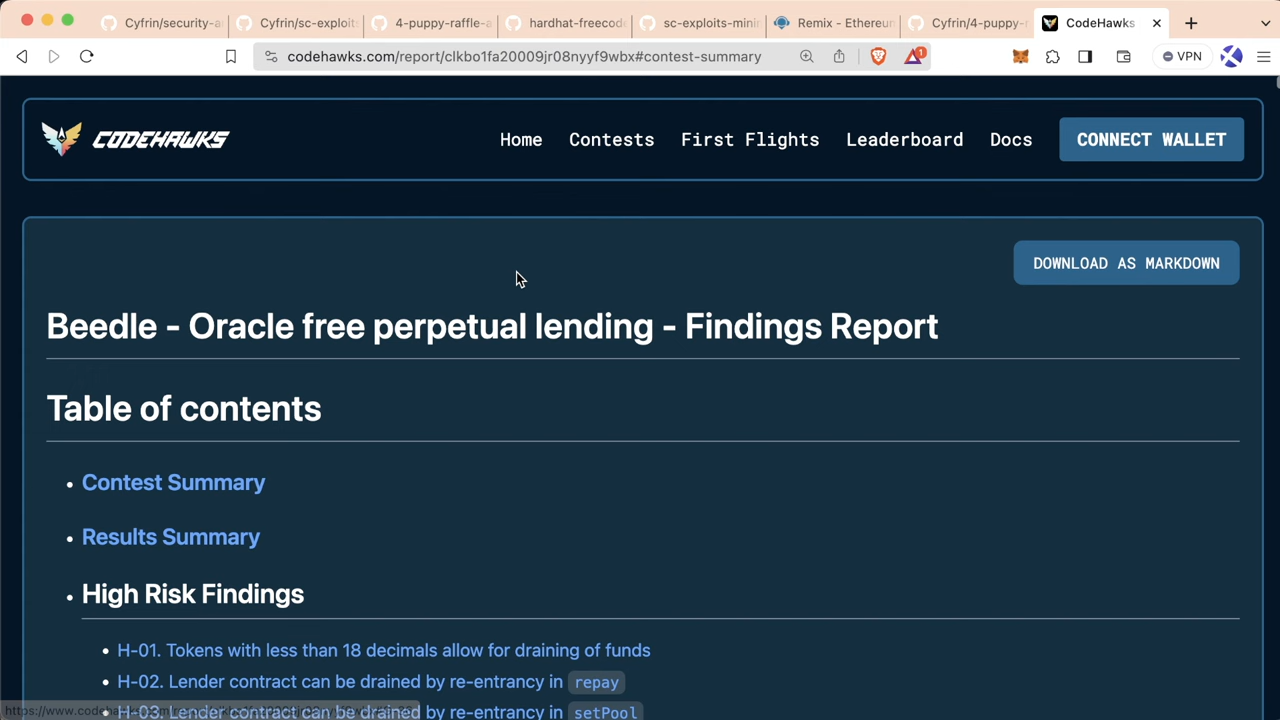 Cyfrin/security-a
Cyfrin/sc-exploit
4-puppy-raffle-a
hardhat-freecode
sc-exploits-minir
Remix - Ethereum
Cyfrin/4-puppy-r
CodeHawks
codehawks.com/report/clkbo1fa20009jr08nyyf9wbx#contest-summary
1
VPN
CODEHAWKS
Home
Contests
First Flights
Leaderboard
Docs
CONNECT WALLET
DOWNLOAD AS MARKDOWN
Beedle - Oracle free perpetual lending - Findings Report
Table of contents
• Contest Summary
• Results Summary
• High Risk Findings
• H-01. Tokens with less than 18 decimals allow for draining of funds
• H-02. Lender contract can be drained by re-entrancy in repay
• H-03. Lender contract can be drained by re-entrancy in setPool